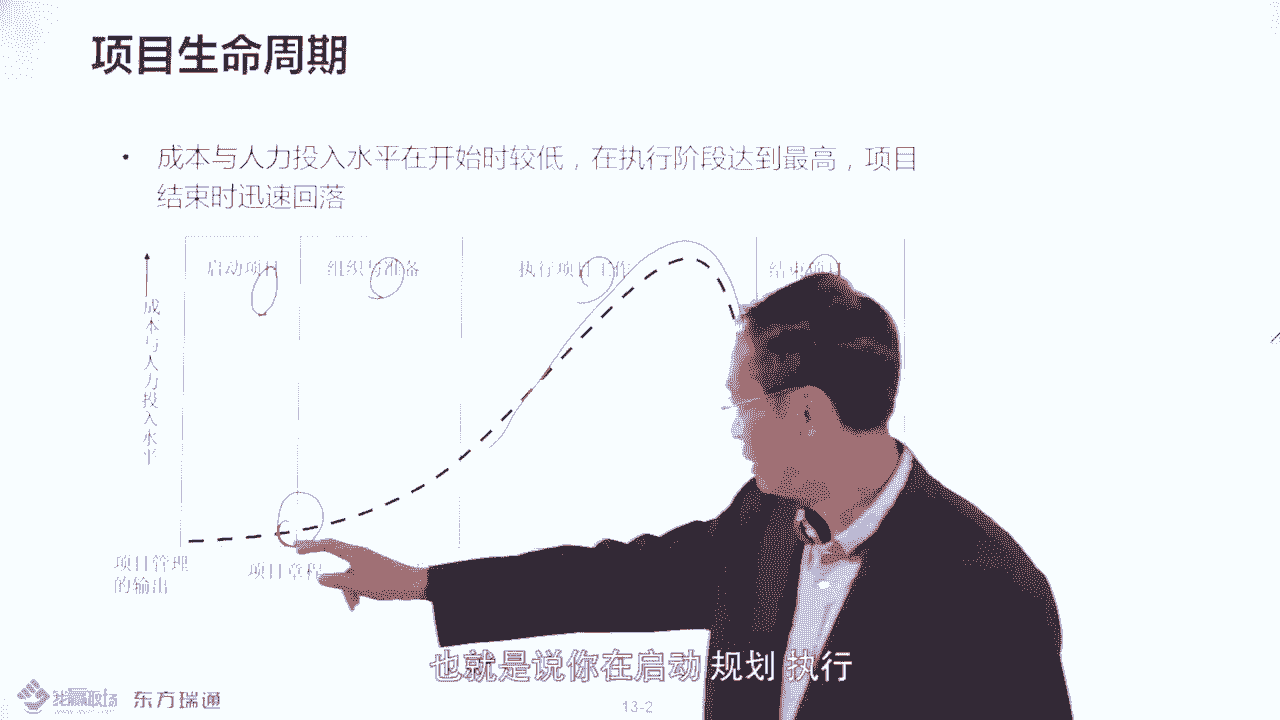 项目生命周期
• 成本与人力投入水平在开始时较低，在执行阶段达到最高，项目
结束时迅速回落
启动项目
组织与准备
执行项目工作
结束项目
成本与人力投入水平
项目管理
的输出
项目章程
也就是说你在启动 规划 执行
东方瑞通
13-2